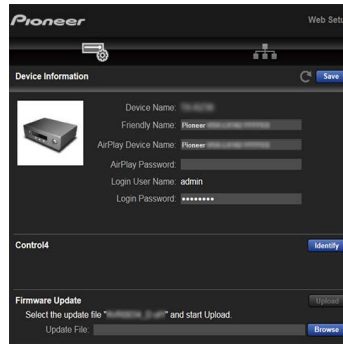 Pioneer
Web Setu
Device Information
Save
Device Name:
Friendly Name: Pioneer
AirPlay Device Name: Pioneer
AirPlay Password:
Login User Name: admin
Login Password: ••••••••
Control4
Identify
Firmware Update
Upload
Select the update file " " and start Upload.
Update File:
Browse